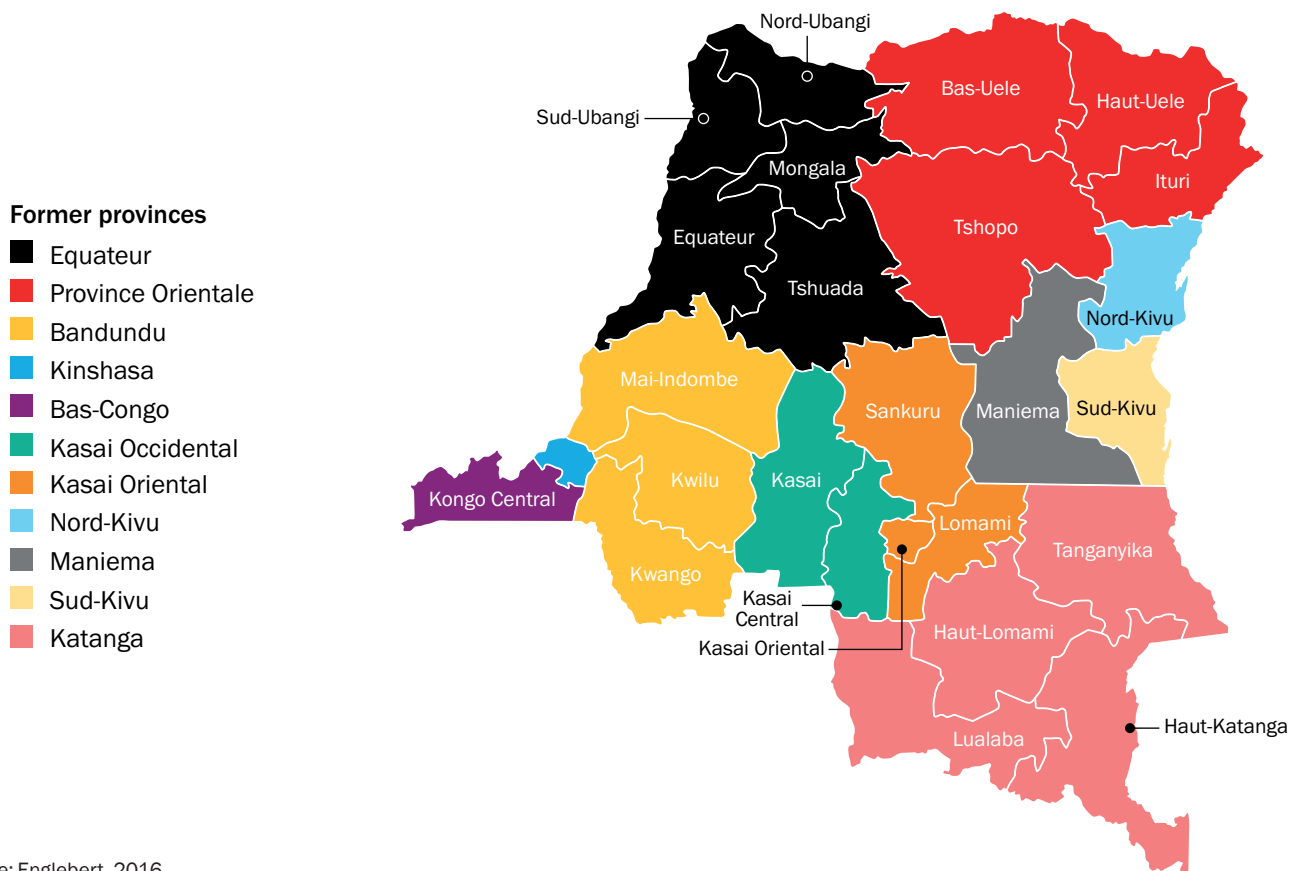 Nord-Ubangi
Bas-Uele
Haut-Uele
Sud-Ubangi
Mongala
Ituri
Former provinces
Equateur
Province Orientale
Bandundu
Kinshasa
Bas-Congo
Kasai Occidental
Kasai Oriental
Nord-Kivu
Maniema
Sud-Kivu
Katanga
Equateur
Tshopo
Tshuada
Nord-Kivu
Mai-Indombe
Sankuru
Maniema
Sud-Kivu
Kongo Central
Kwilu
Kasai
Lomami
Tanganyika
Kwango
Kasai
Central
Kasai Oriental
Haut-Lomami
Lualaba
Haut-Katanga
e: Englebert, 2016